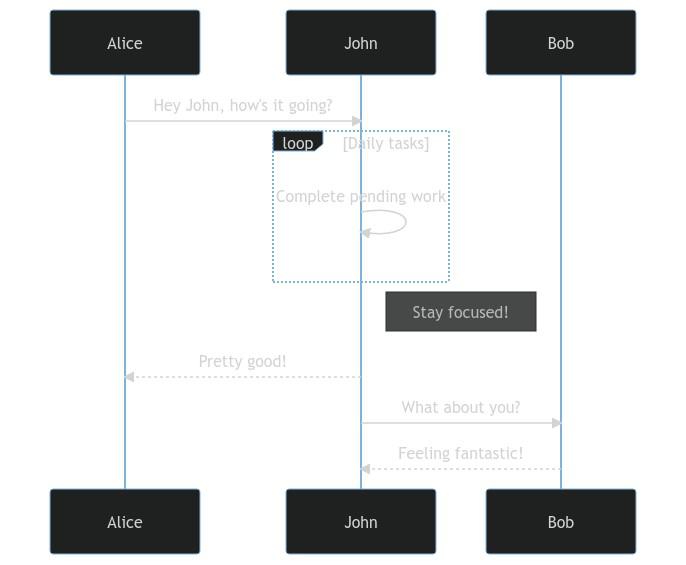 Alice
John
Bob
Hey John, how's it going?
loop
[Daily tasks]
Complete pending work
Stay focused!
Pretty good!
What about you?
Feeling fantastic!
Alice
John
Bob